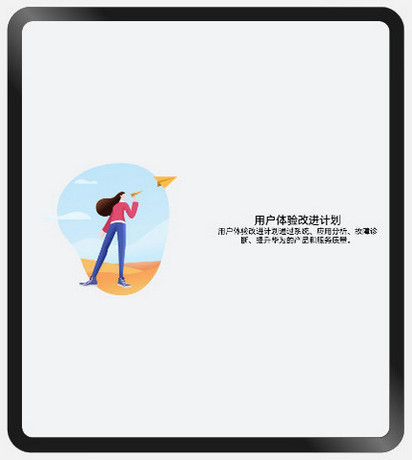 用户体验改进计划
用户体验改进计划通过系统、应用分析、故障诊
断、提升华为的产品和服务质量。